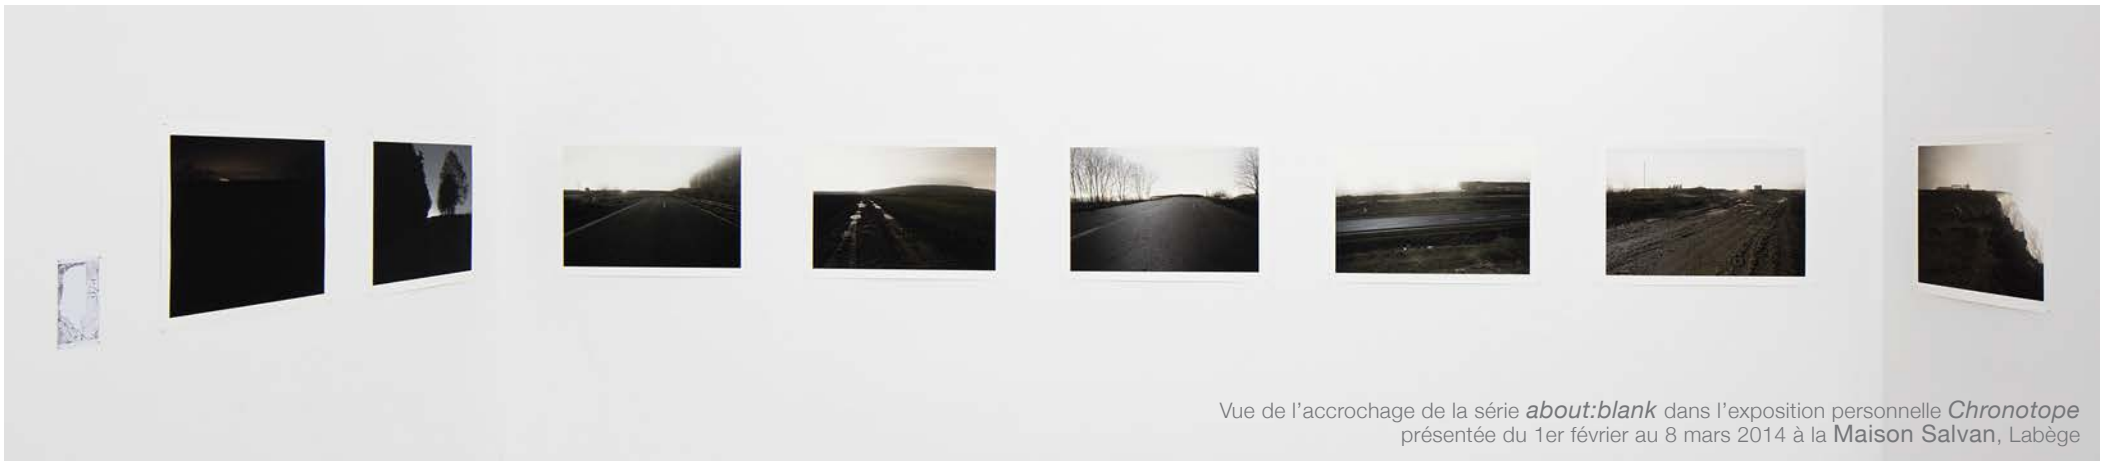 Vue de l'accrochage de la série about:blank dans l'exposition personnelle Chronotope
présentée du 1er février au 8 mars 2014 à la Maison Salvan, Labège